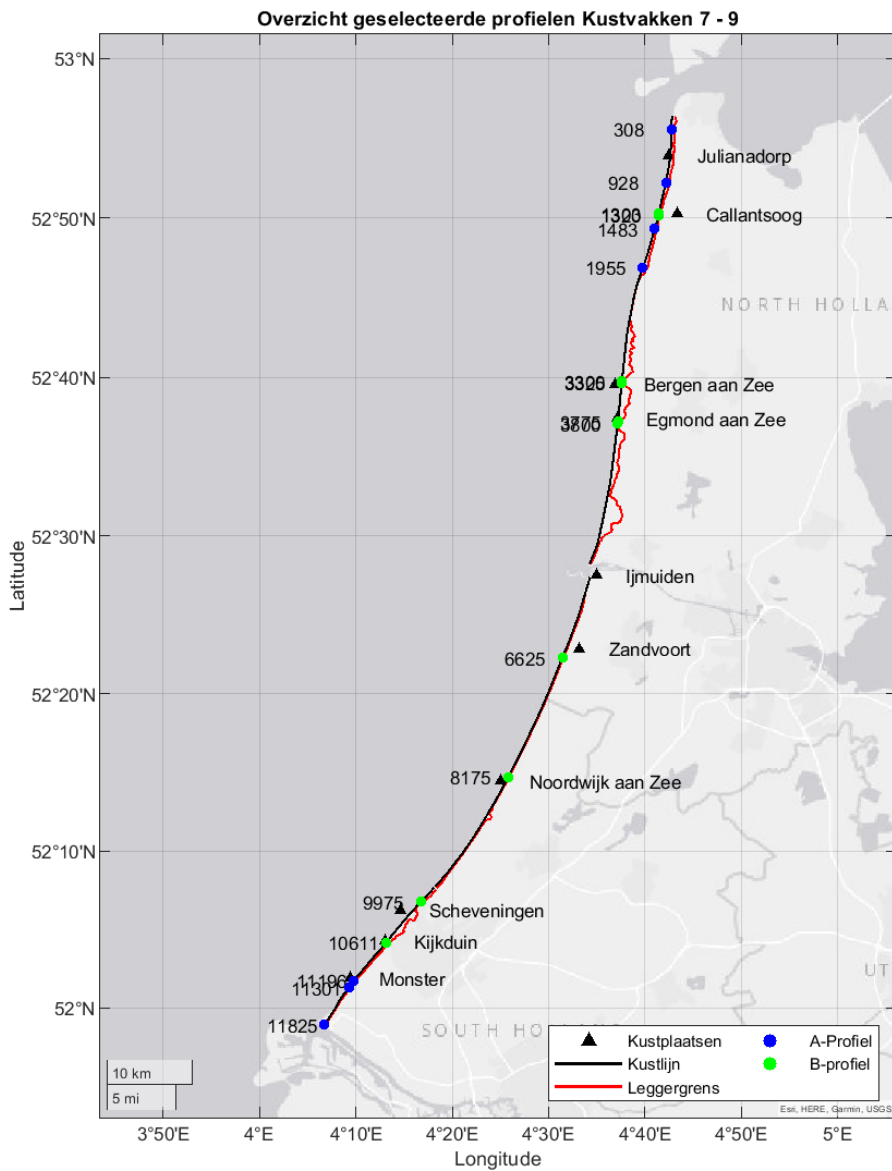 Overzicht geselecteerde profielen Kustvakken 7 - 9
53°N
308
Julianadorp
928
52°50'N
Callantsoog
1483
1955
NORTH HOLLA
52°40'N
Bergen aan Zee
Egmond aan Zee
52°30'N
Ijmuiden
Zandvoort
6625
52°20'N
8175
Noordwijk aan Zee
52°10'N
9975
Scheveningen
10611
Kijkduin
11196
Monster
11301
UT
52°N
11825
SOUTH
Kustplaatsen
A-Profiel
Kustlijn
B-profiel
Leggergrens
10 km
5 mi
Esri, HERE, Garmin, USGS
3°50'E
4°E
4°10'E
4°20'E
4°30'E
4°40'E
4°50'E
5°E
Longitude
Latitude